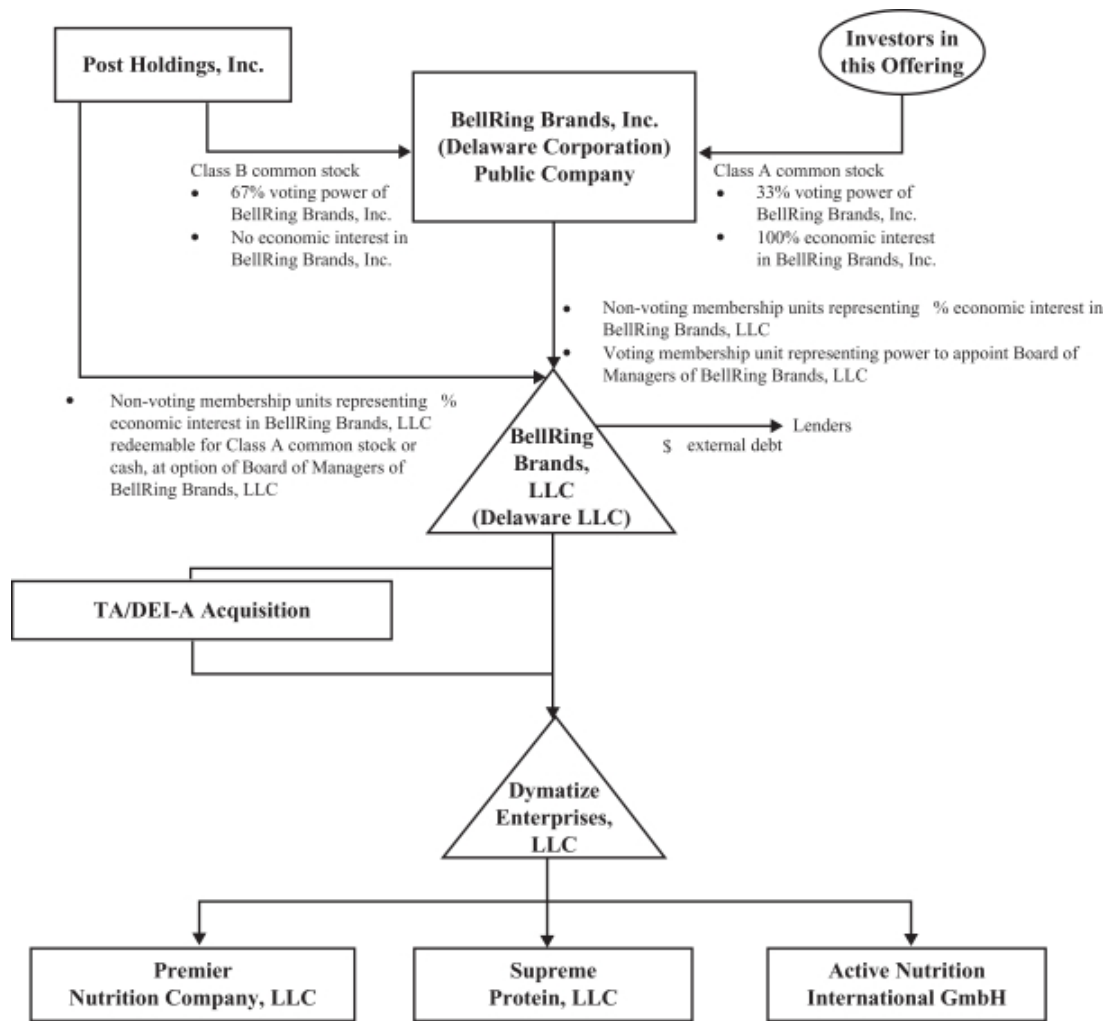 Post Holdings, Inc.
Investors in
this Offering
BellRing Brands, Inc.
(Delaware Corporation)
Public Company
Class B common stock
• 67% voting power of
BellRing Brands, Inc.
• No economic interest in
BellRing Brands, Inc.
Class A common stock
• 33% voting power of
BellRing Brands, Inc.
• 100% economic interest
in BellRing Brands, Inc.
• Non-voting membership units representing % economic interest in
BellRing Brands, LLC
• Voting membership unit representing power to appoint Board of
Managers of BellRing Brands, LLC
• Non-voting membership units representing %
economic interest in BellRing Brands, LLC
redeemable for Class A common stock or
cash, at option of Board of Managers of
BellRing Brands, LLC
BellRing
Brands,
LLC
(Delaware LLC)
Lenders
$ external debt
TA/DEI-A Acquisition
Dymatize
Enterprises,
LLC
Premier
Nutrition Company, LLC
Supreme
Protein, LLC
Active Nutrition
International GmbH